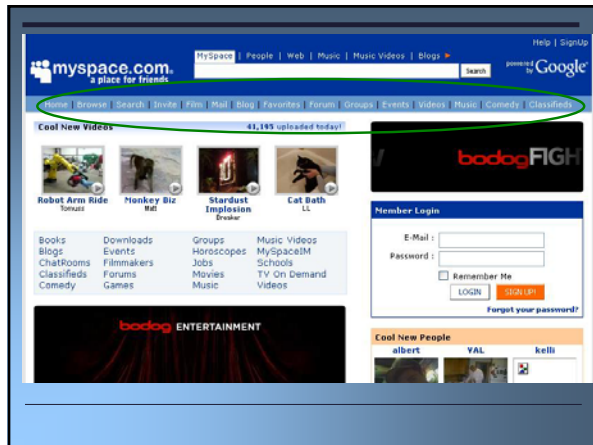 Help | SignUp
MySpace | People | Web | Music | Music Videos | Blogs
myspace.com.
a place for friends
Search
powered by Google
Home | Browse | Search | Invite | Film | Mail | Blog | Favorites | Forum | Groups | Events | Videos | Music | Comedy | Classifieds
Cool New Videos 41,195 uploaded today!
Robot Arm Ride
Monkey Biz
Matt
Stardust Implosion
Cat Bath
LL
bodog FIGH
Member Login
E-Mail :
Password :
Remember Me
LOGIN SIGN UP!
Forgot your password?
Books Downloads Groups Music Videos
Blogs Events Horoscopes MySpaceIM
ChatRooms Filmmakers Jobs Schools
Classifieds Forums Movies TV On Demand
Comedy Games Music Videos
bodog ENTERTAINMENT
Cool New People
albert VAL kelli